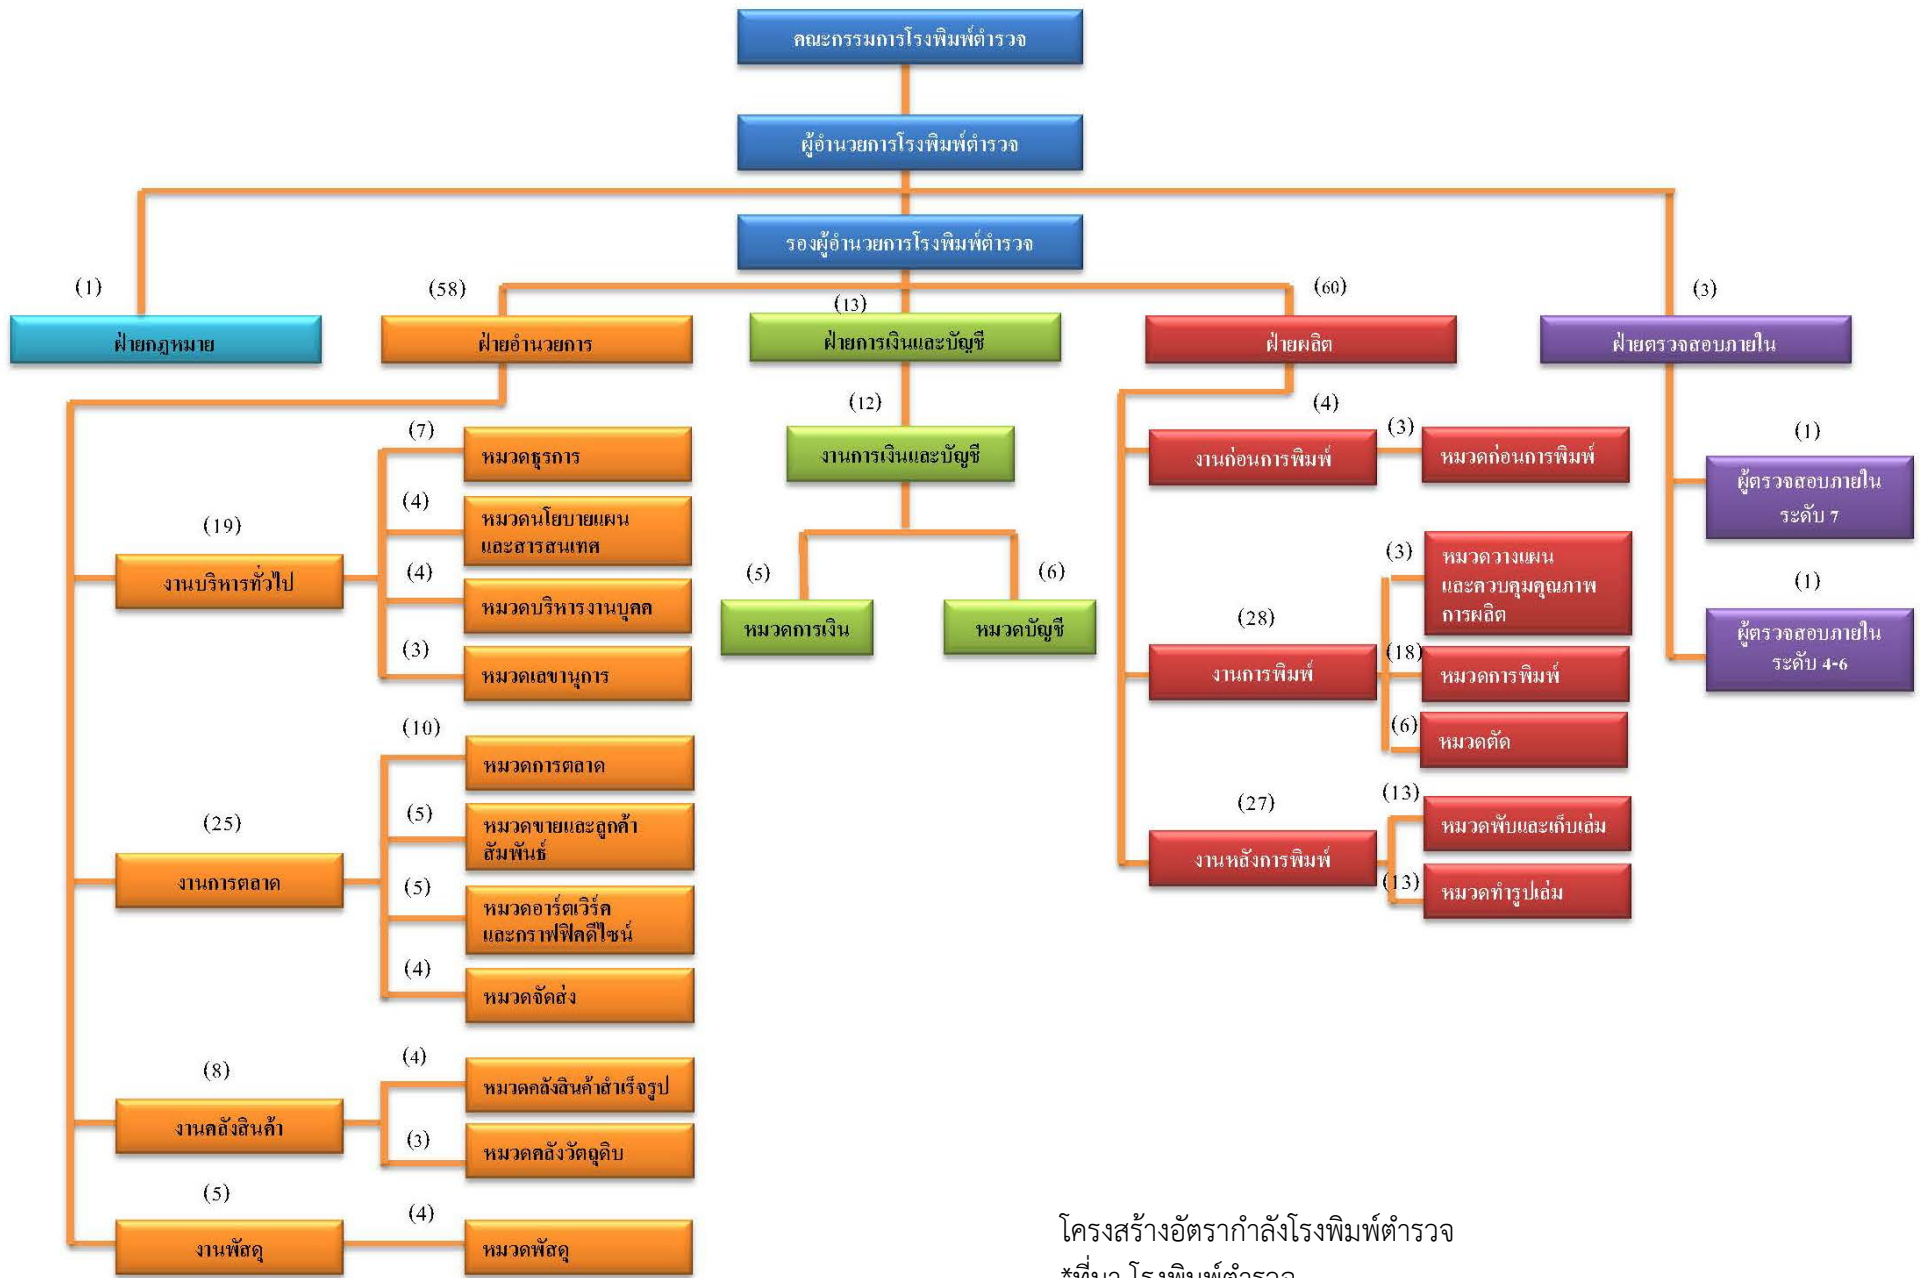 คณะกรรมการโรงพิมพ์ตำรวจ
ผู้อำนวยการโรงพิมพ์ตำรวจ
รองผู้อำนวยการโรงพิมพ์ตำรวจ
(1)
ฝ่ายกฎหมาย
(58)
ฝ่ายอำนวยการ
(13)
ฝ่ายการเงินและบัญชี
(60)
ฝ่ายผลิต
(3)
ฝ่ายตรวจสอบภายใน
(19)
งานบริหารทั่วไป
(7)
หมวดธุรการ
(4)
หมวดนโยบายแผน
และสารสนเทศ
(4)
หมวดบริหารงานบุคค
(3)
หมวดเลขานุการ
(25)
งานการตลาด
(10)
หมวดการตลาด
(5)
หมวดขายและลูกค้า
สัมพันธ์
(5)
หมวดอาร์ตเวิร์ค
และกราฟฟิคดีไซน์
(4)
หมวดจัดส่ง
(8)
งานคลังสินค้า
(4)
หมวดคลังสินค้าสำเร็จรูป
(3)
หมวดคลังวัตถุดิบ
(5)
งานพัสดุ
(4)
หมวดพัสดุ
(12)
งานการเงินและบัญชี
(5)
หมวดการเงิน
(6)
หมวดบัญชี
(4)
งานก่อนการพิมพ์
(3)
หมวดก่อนการพิมพ์
(28)
งานการพิมพ์
(3)
หมวดวางแผน
และควบคุมคุณภาพ
การผลิต
(18)
หมวดการพิมพ์
(6)
หมวดตัด
(27)
งานหลังการพิมพ์
(13)
หมวดพับและเก็บเล่ม
(13)
หมวดทำรูปเล่ม
(1)
ผู้ตรวจสอบภายใน
ระดับ 7
(1)
ผู้ตรวจสอบภายใน
ระดับ 4-6
โครงสร้างอัตรากำลังโรงพิมพ์ตำรวจ
*ที่มา โรงพิมพ์ตำรวจ